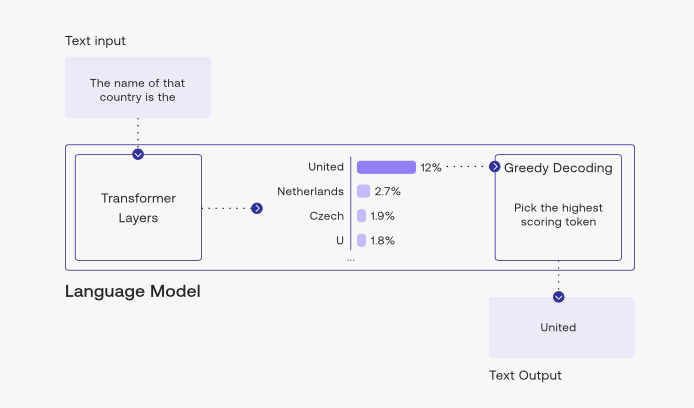 Text input
The name of that
country is the
Transformer
Layers
United 12%
Netherlands 2.7%
Czech 1.9%
U 1.8%
...
Greedy Decoding
Pick the highest
scoring token
Language Model
United
Text Output